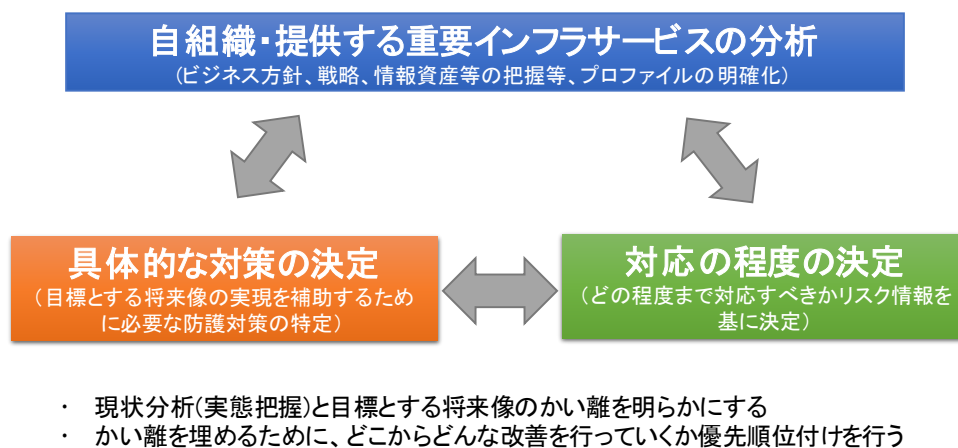 自組織・提供する重要インフラサービスの分析
(ビジネス方針、戦略、情報資産等の把握等、プロファイルの明確化)
具体的な対策の決定
(目標とする将来像の実現を補助するため
に必要な防護対策の特定)
対応の程度の決定
(どの程度まで対応すべきかリスク情報を
基に決定)
・ 現状分析(実態把握)と目標とする将来像のかい離を明らかにする
・ かい離を埋めるために、どこからどんな改善を行っていくか優先順位付けを行う